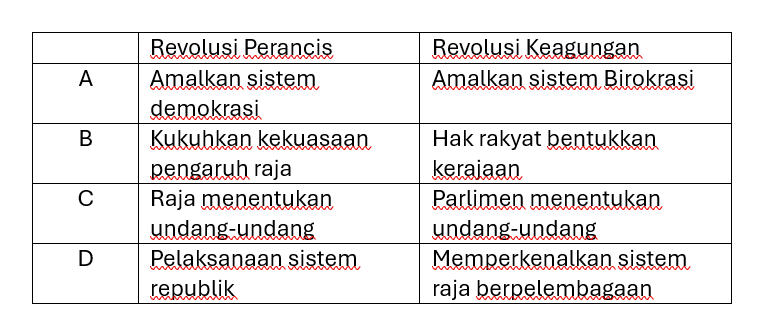 Revolusi Perancis Revolusi Keagungan
A Amalkan sistem Amalkan sistem Birokrasi
demokrasi
B Kukuhkan kekuasaan Hak rakyat bentukkan
pengaruh raja kerajaan
C Raja menentukan Parlimen menentukan
undang-undang undang-undang
D Pelaksanaan sistem Memperkenalkan sistem
republik raja berpelembagaan